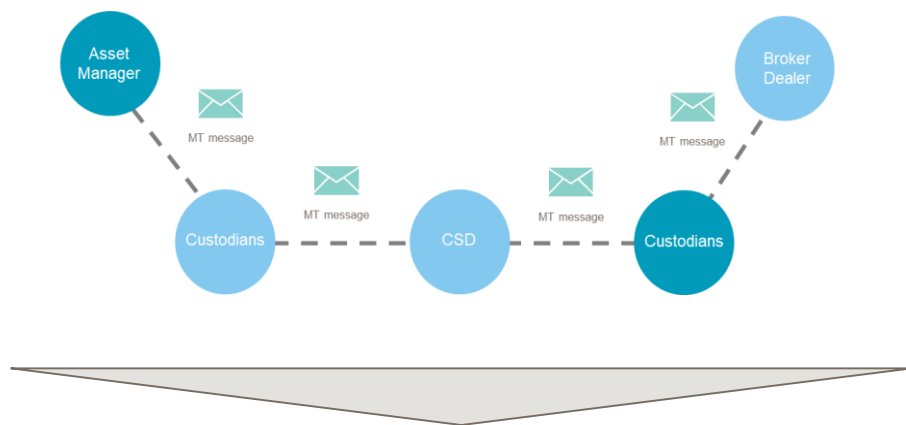 Asset
Manager
Broker
Dealer
MT message
MT message
MT message
MT message
Custodians
CSD
Custodians